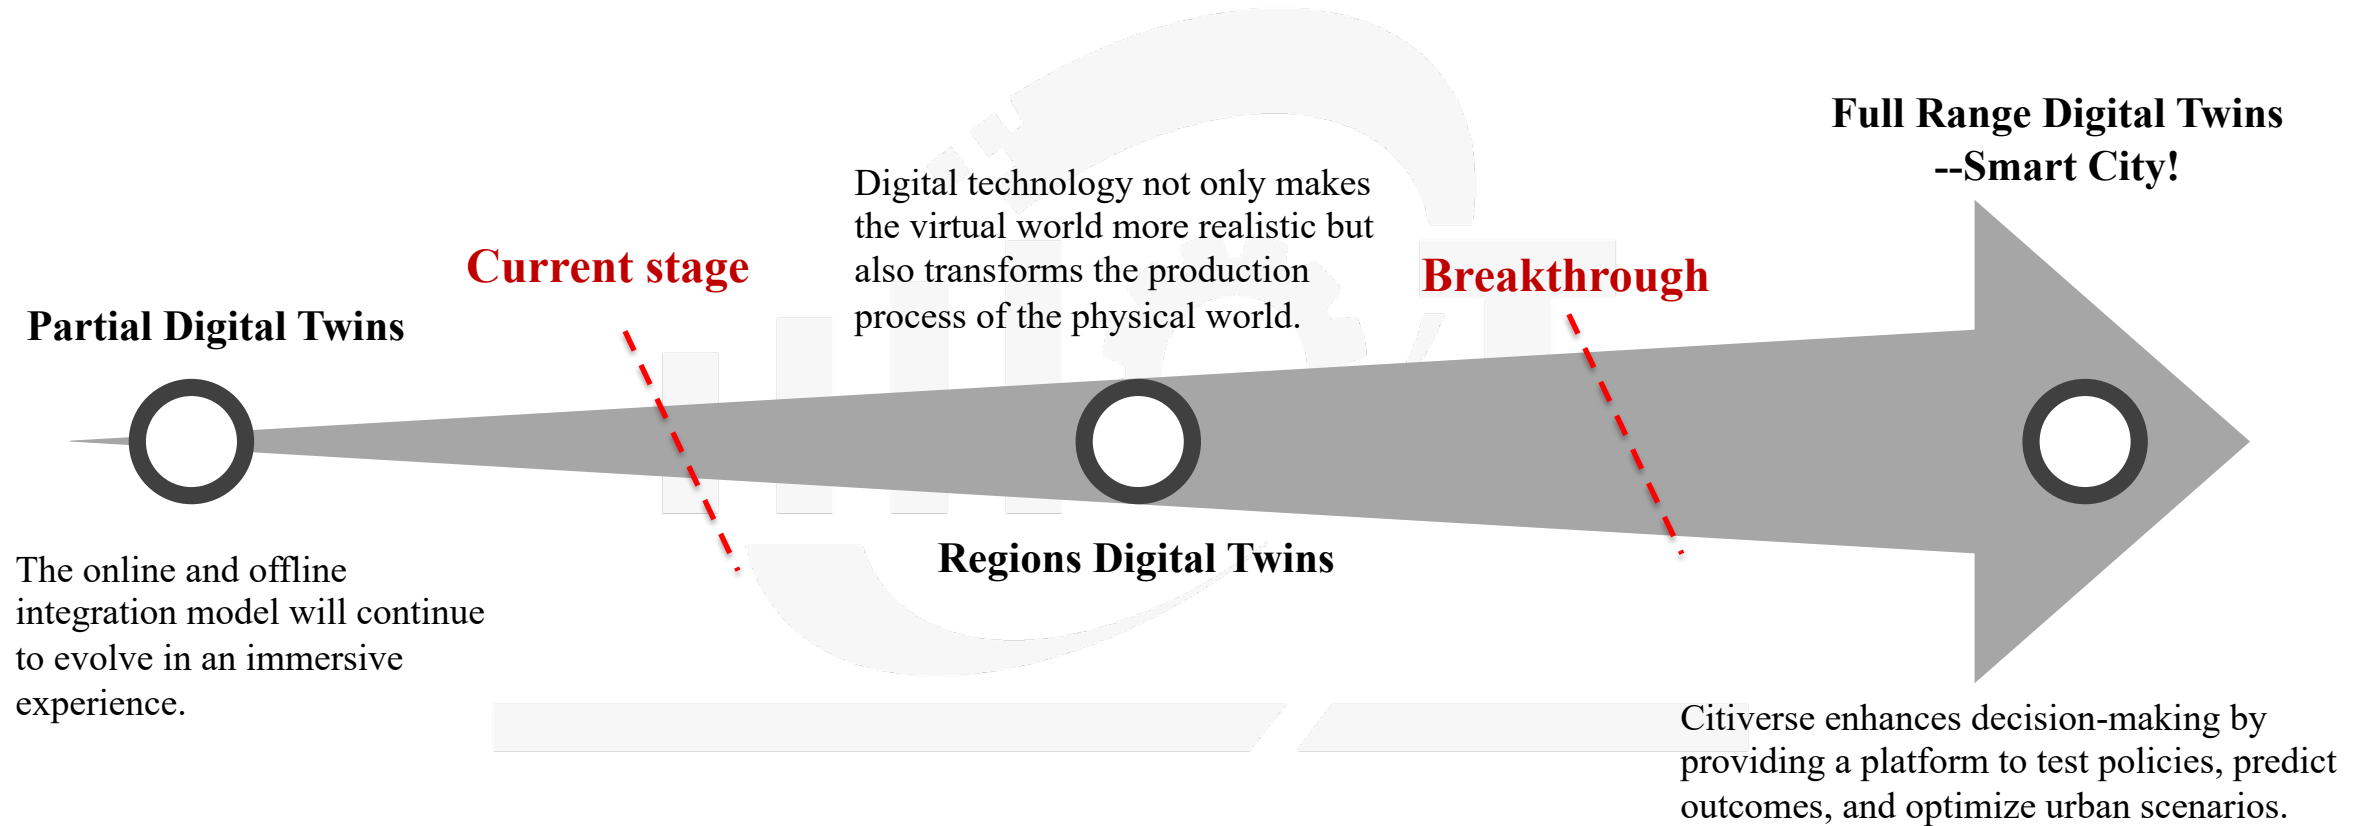 Partial Digital Twins
The online and offline
integration model will continue
to evolve in an immersive
experience.
Current stage
Digital technology not only makes
the virtual world more realistic but
also transforms the production
process of the physical world.
Regions Digital Twins
Breakthrough
Full Range Digital Twins
--Smart City!
Citiverse enhances decision-making by
providing a platform to test policies, predict
outcomes, and optimize urban scenarios.